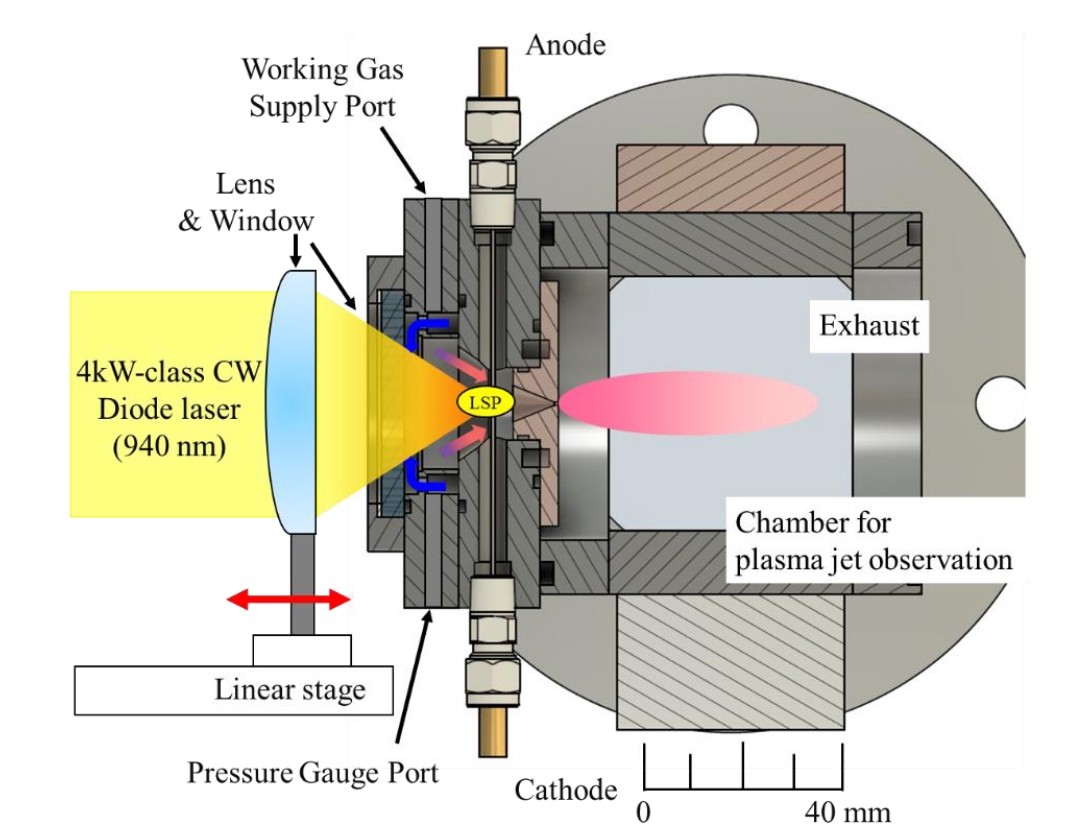 Anode
Working Gas
Supply Port
Lens
& Window
4kW-class CW
Diode laser
(940 nm)
LSP
Exhaust
Chamber for
plasma jet observation
Linear stage
Pressure Gauge Port
Cathode
0
40 mm